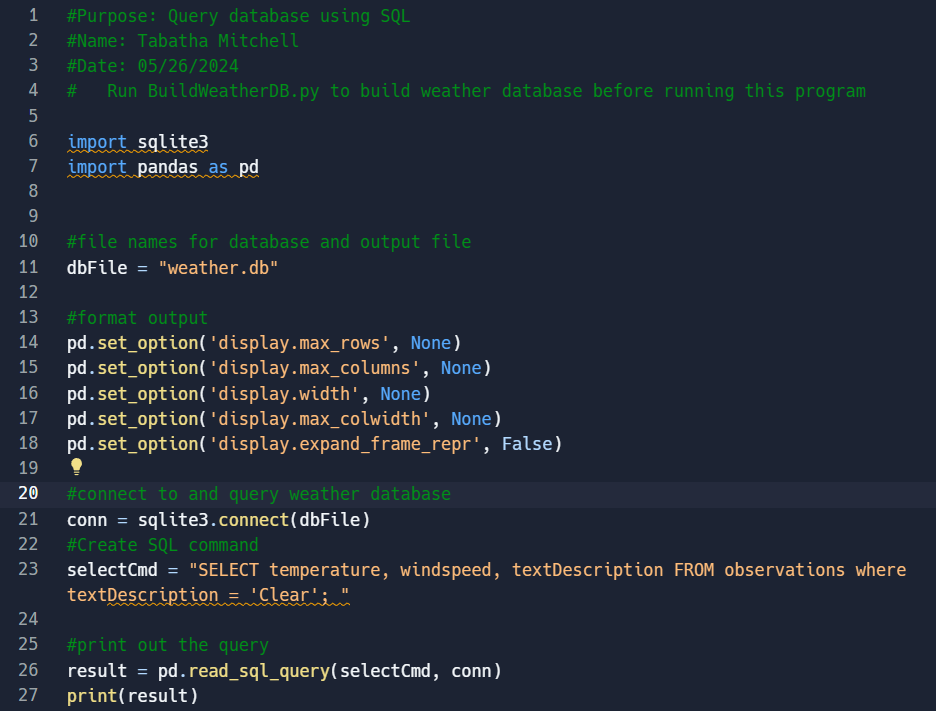 1 #Purpose: Query database using SQL
2 #Name: Tabatha Mitchell
3 #Date: 05/26/2024
4 #   Run BuildWeatherDB.py to build weather database before running this program
5
6 import sqlite3
7 import pandas as pd
8
9
10 #file names for database and output file
11 dbFile = "weather.db"
12
13 #format output
14 pd.set_option('display.max_rows', None)
15 pd.set_option('display.max_columns', None)
16 pd.set_option('display.width', None)
17 pd.set_option('display.max_colwidth', None)
18 pd.set_option('display.expand_frame_repr', False)
19
20 #connect to and query weather database
21 conn = sqlite3.connect(dbFile)
22 #Create SQL command
23 selectCmd = "SELECT temperature, windspeed, textDescription FROM observations where
textDescription = 'Clear'; "
24
25 #print out the query
26 result = pd.read_sql_query(selectCmd, conn)
27 print(result)